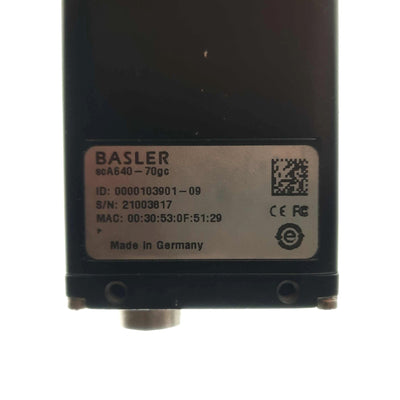 BASLER
scA640-70gc
ID: 0000103901-09
S/N: 21003817
MAC: 00:30:53:0F:51:29
CE FC
Made in Germany